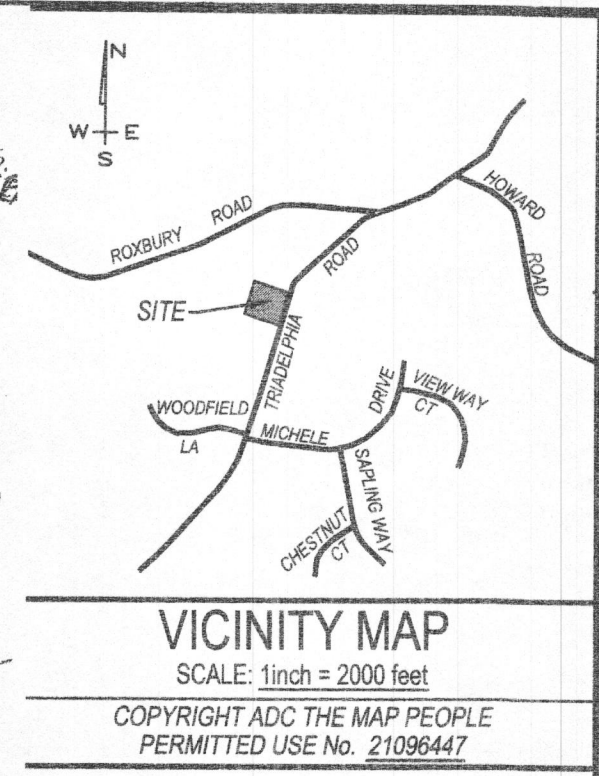 N
W E
S
ROXBURY ROAD
HOWARD ROAD
TRIADELPHIA ROAD
SITE
WOODFIELD
LA
MICHELE DRIVE
VIEW WAY
CT
SAPLING WAY
CHESTNUT
CT
VICINITY MAP
SCALE: 1inch = 2000 feet
COPYRIGHT ADC THE MAP PEOPLE
PERMITTED USE No. 21096447